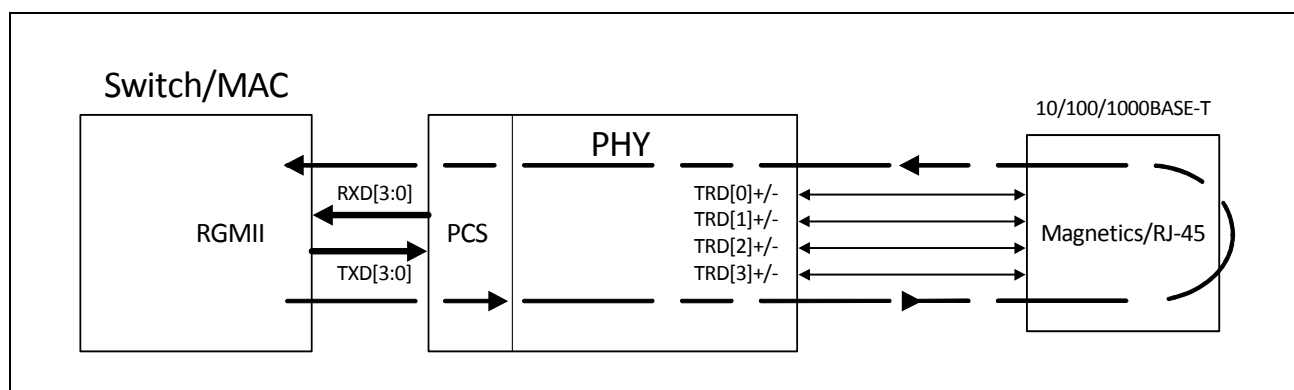 Switch/MAC
10/100/1000BASE-T
PHY
RXD[3:0]
TRD[0]+/-
TRD[1]+/-
RGMII
PCS
TRD[2]+/-
Magnetics/RJ-45
TXD[3:0]
TRD[3]+/-